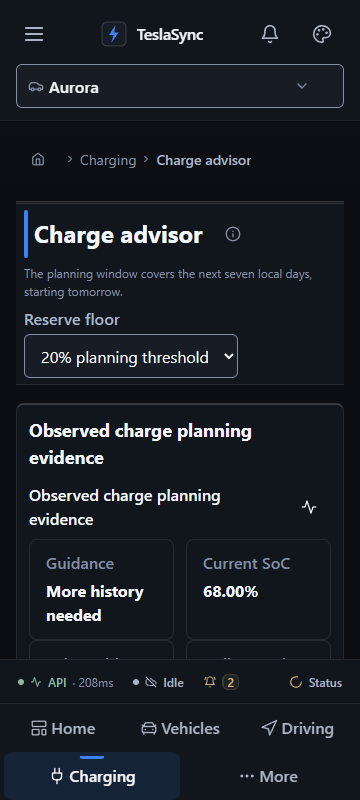 TeslaSync
Aurora
Charging
Charge advisor
Charge advisor
The planning window covers the next seven local days,
starting tomorrow.
Reserve floor
20% planning threshold
Observed charge planning
evidence
Observed charge planning
evidence
Guidance
Current SoC
More history
needed
68.00%
API · 208ms
Idle
2
Status
Home
Vehicles
Driving
Charging
More